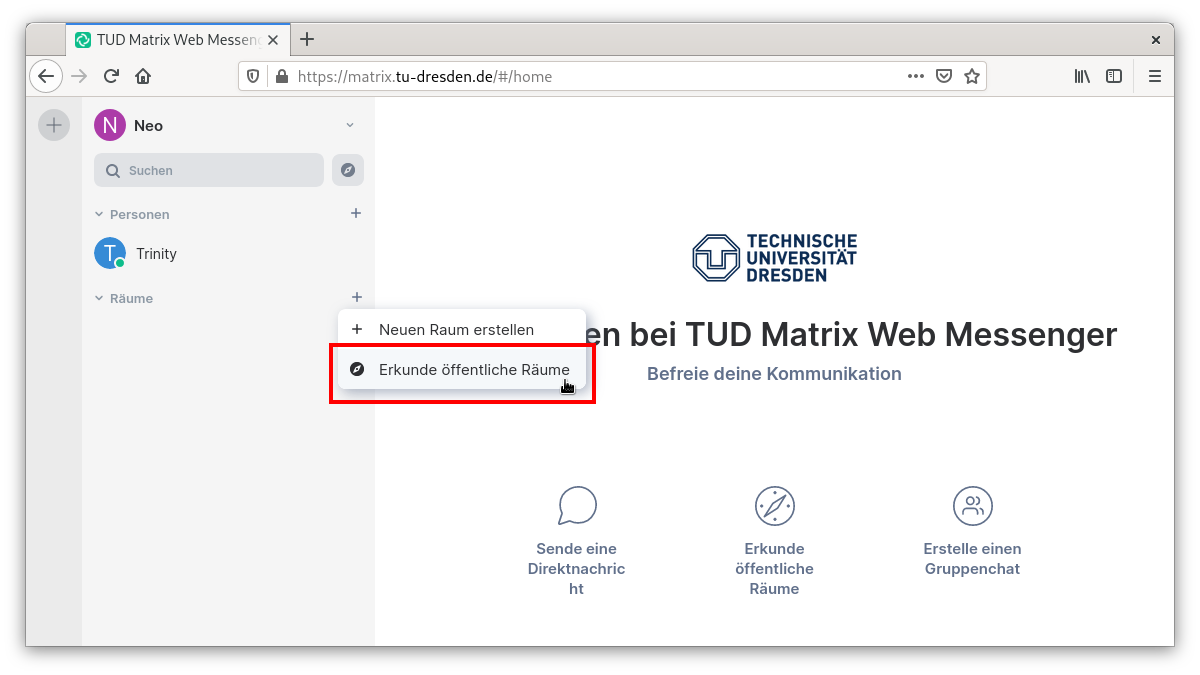 TUD Matrix Web Messeng
https://matrix.tu-dresden.de/#/home
N Neo
Suchen
Personen
T Trinity
Räume
Neuen Raum erstellen
Erkunde öffentliche Räume
TECHNISCHE
UNIVERSITÄT
DRESDEN
en bei TUD Matrix Web Messenger
Befreie deine Kommunikation
Sende eine
Direktnachric
ht
Erkunde
öffentliche
Räume
Erstelle einen
Gruppenchat